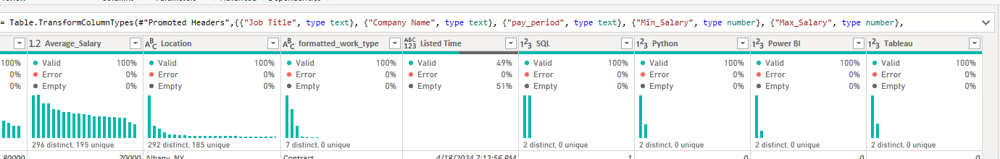 Parameters
Advanced
Dependencies
= Table.TransformColumnTypes(#"Promoted Headers",{{"Job Title", type text}, {"Company Name", type text}, {"pay_period", type text}, {"Min_Salary", type number}, {"Max_Salary", type number},
1.2 Average_Salary ABC Location ABC formatted_work_type ABC 123 Listed Time 123 SQL 123 Python 123 Power BI 123 Tableau
100% Valid 100% Valid 100% Valid 100% 49% Valid 100% Valid 100% Valid 100% Valid 100%
0% Error 0% Error 0% Error 0% 0% Error 0% Error 0% Error 0% Error 0%
0% Empty 0% Empty 0% Empty 0% 51% Empty 0% Empty 0% Empty 0% Empty 0%
296 distinct, 195 unique 292 distinct, 185 unique 7 distinct, 0 unique 2 distinct, 0 unique 2 distinct, 0 unique 2 distinct, 0 unique 2 distinct, 0 unique
80000 70000 Albany, NY Contract 4/18/2024 7:12:56 PM 1 0 0 0